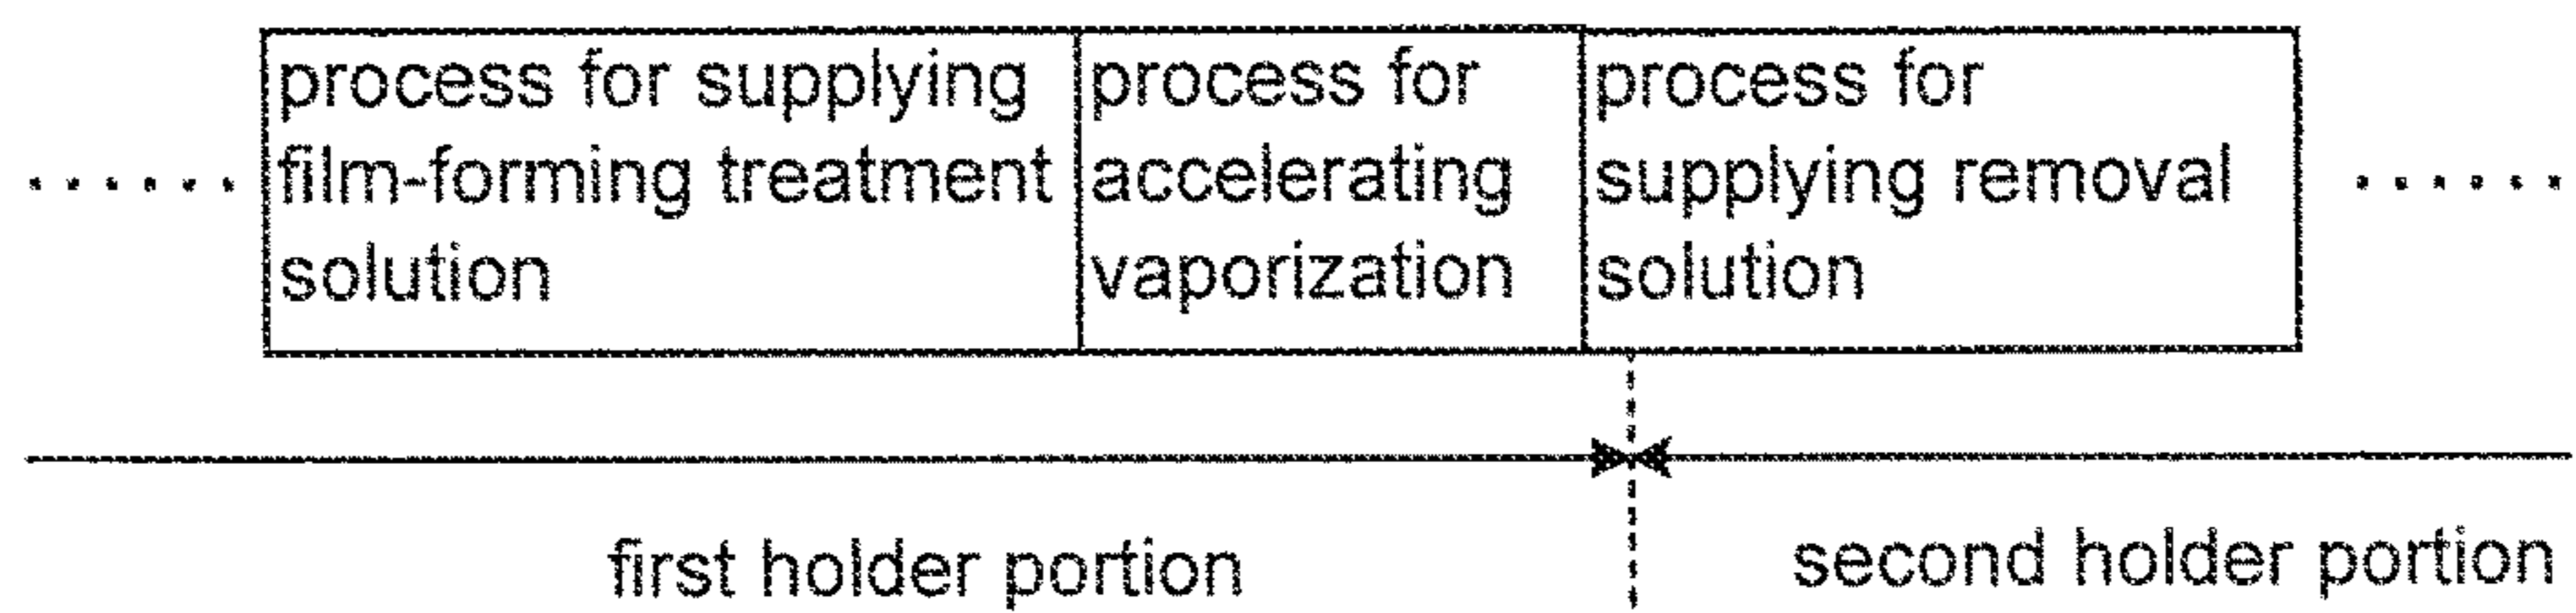 process for supplying
film-forming treatment
solution
process for
accelerating
vaporization
process for
supplying removal
solution
first holder portion
second holder portion